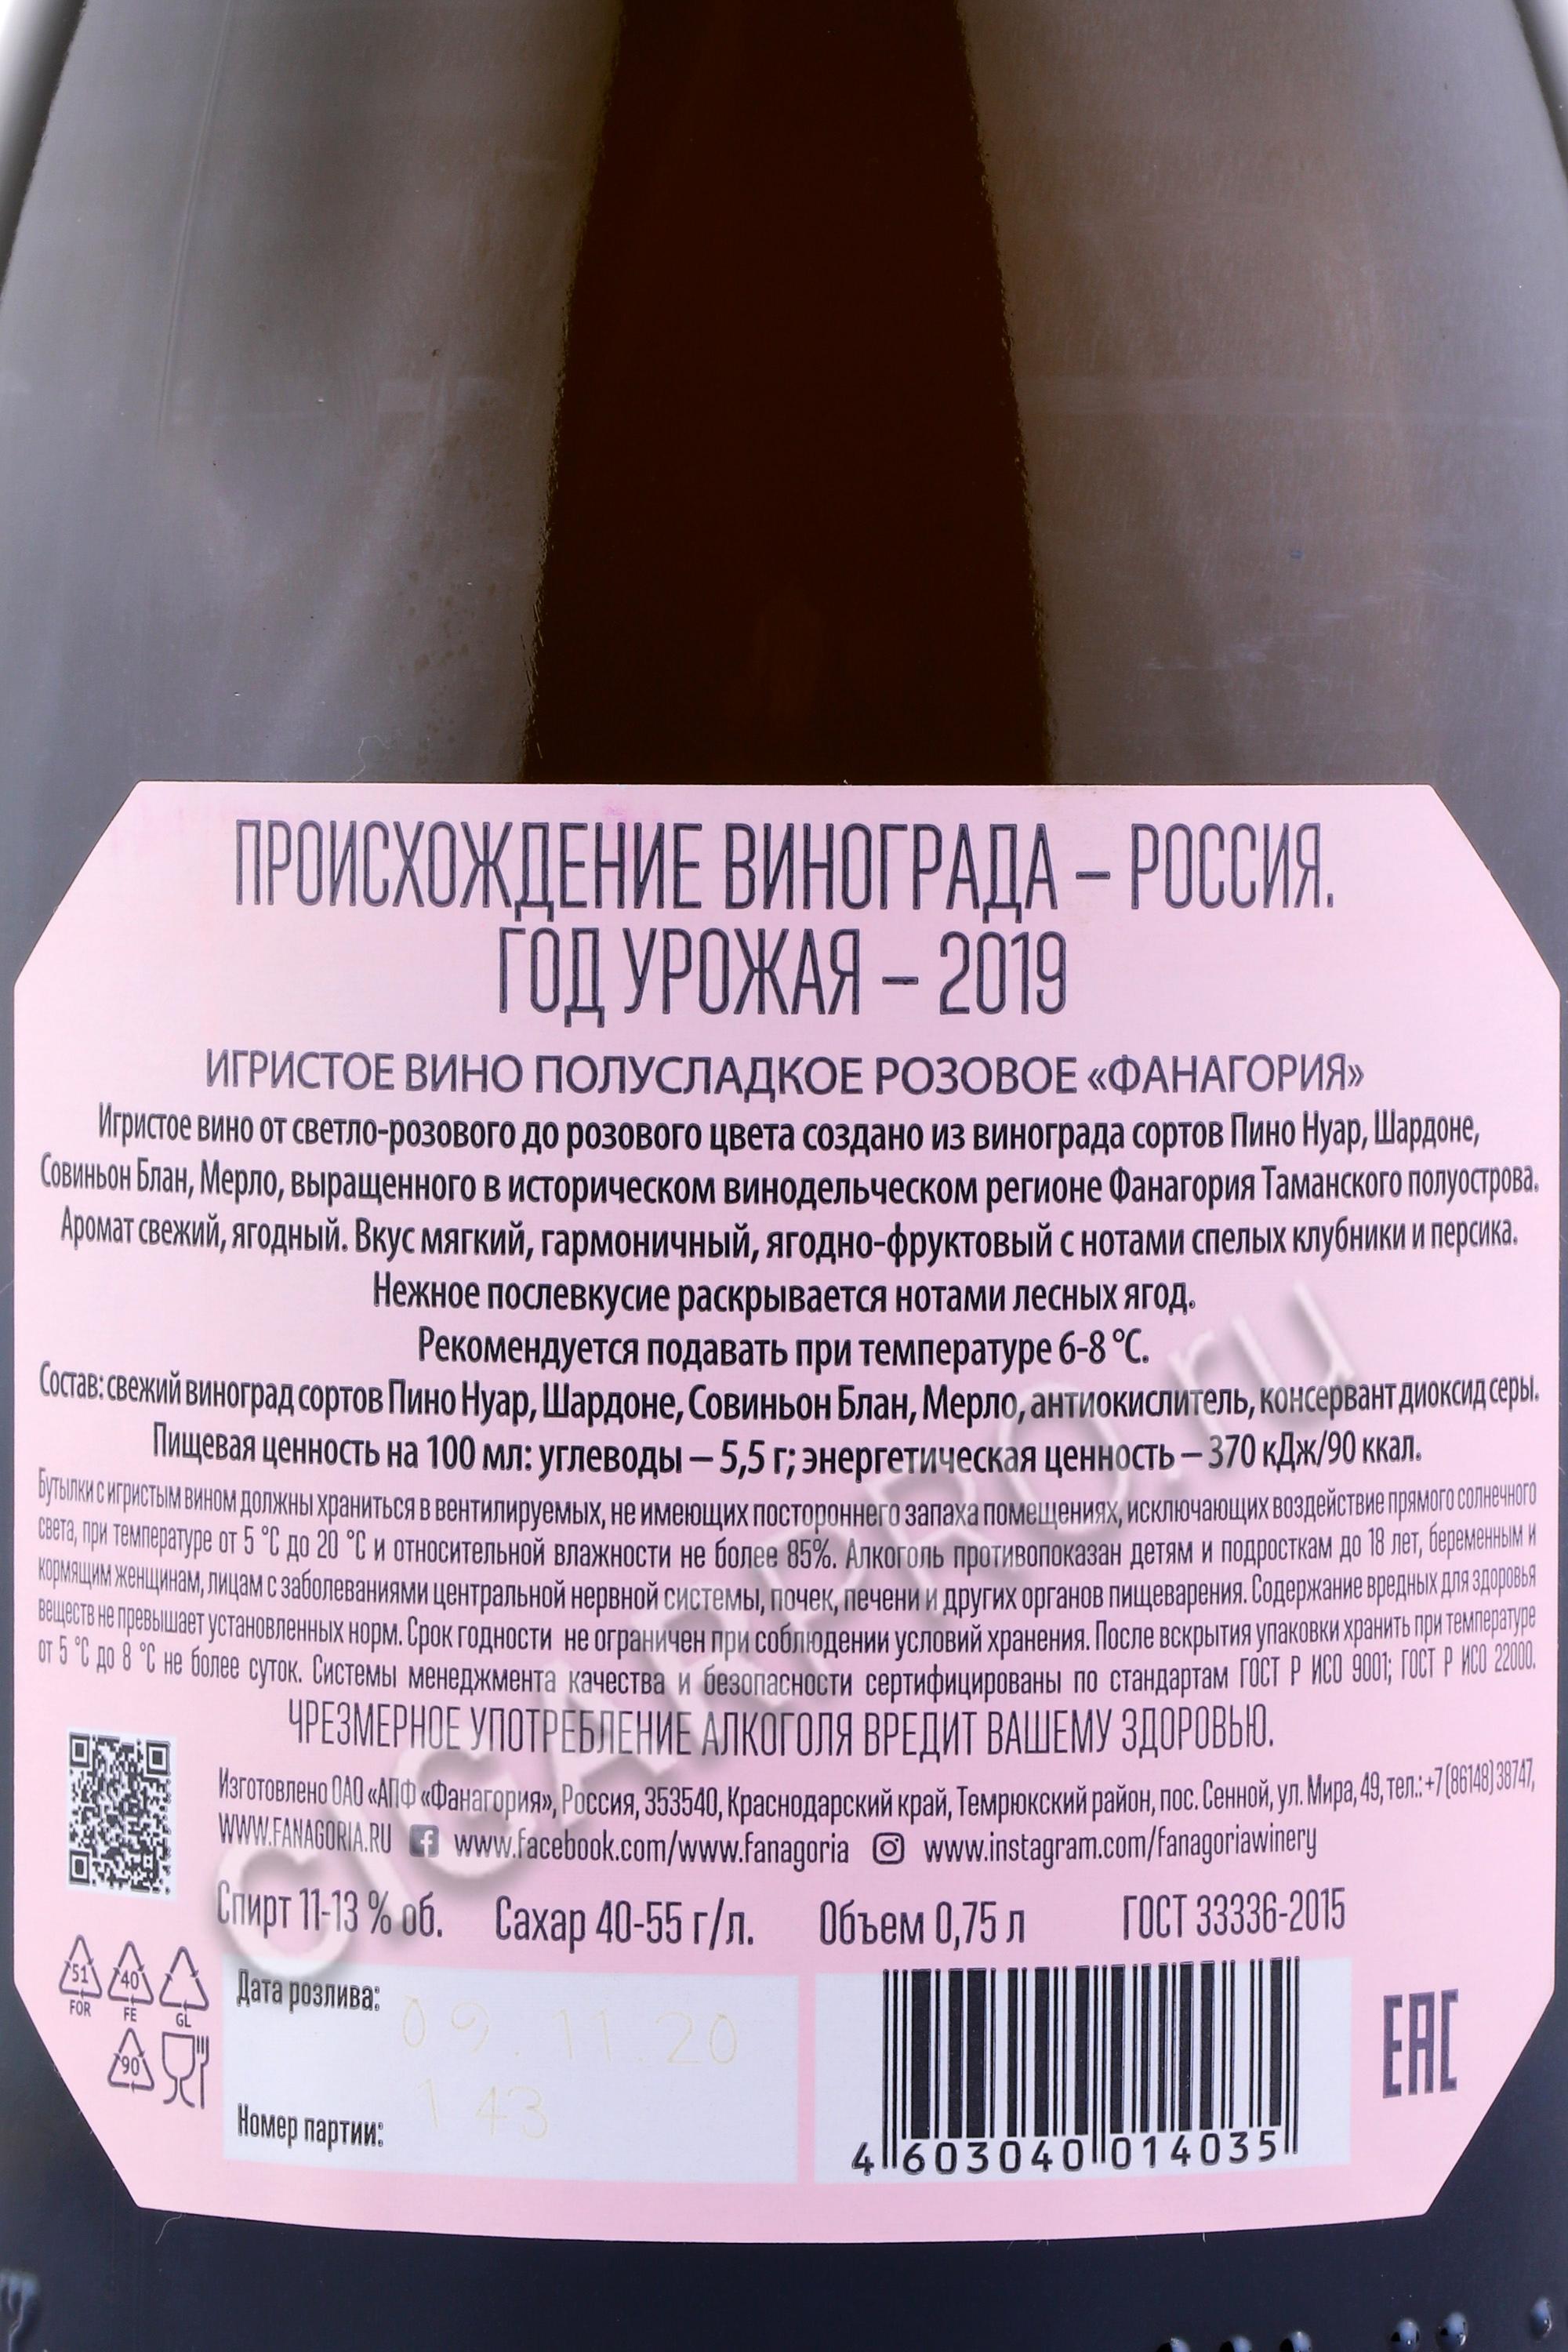 ПРОИСХОЖДЕНИЕ ВИНОГРАДА – РОССИЯ.
ГОД УРОЖАЯ – 2019
ИГРИСТОЕ ВИНО ПОЛУСЛАДКОЕ РОЗОВОЕ «ФАНАГОРИЯ»
Игристое вино от светло-розового до розового цвета создано из винограда сортов Пино Нуар, Шардоне,
Совиньон Блан, Мерло, выращенного в историческом винодельческом регионе Фанагория Таманского полуострова.
Аромат свежий, ягодный. Вкус мягкий, гармоничный, ягодно-фруктовый с нотами спелых клубники и персика.
Нежное послевкусие раскрывается нотами лесных ягод.
Рекомендуется подавать при температуре 6-8 °С.
Состав: свежий виноград сортов Пино Нуар, Шардоне, Совиньон Блан, Мерло, антиокислитель, консервант диоксид серы.
Пищевая ценность на 100 мл: углеводы – 5,5 г; энергетическая ценность – 370 кДж/90 ккал.
Бутылки с игристым вином должны храниться в вентилируемых, не имеющих постороннего запаха помещениях, исключающих воздействие прямого солнечного
света, при температуре от 5 °С до 20 °С и относительной влажности не более 85%. Алкоголь противопоказан детям и подросткам до 18 лет, беременным и
кормящим женщинам, лицам с заболеваниями центральной нервной системы, почек, печени и других органов пищеварения. Содержание вредных для здоровья
веществ не превышает установленных норм. Срок годности не ограничен при соблюдении условий хранения. После вскрытия упаковки хранить при температуре
от 5 °С до 8 °С не более суток. Системы менеджмента качества и безопасности сертифицированы по стандартам ГОСТ Р ИСО 9001; ГОСТ Р ИСО 22000.
ЧРЕЗМЕРНОЕ УПОТРЕБЛЕНИЕ АЛКОГОЛЯ ВРЕДИТ ВАШЕМУ ЗДОРОВЬЮ.
Изготовлено ОАО «АПФ «Фанагория», Россия, 353540, Краснодарский край, Темрюкский район, пос. Сенной, ул. Мира, 49, тел.: +7 (86148) 38747,
WWW.FANAGORIA.RU www.facebook.com/www.fanagoria www.instagram.com/fanagoriawinery
Спирт 11-13 % об. Сахар 40-55 г/л. Объем 0,75 л ГОСТ 33336-2015
51 40
FOR FE GL
90
Дата розлива: 09.11.20
Номер партии: 143
4 603040 014035
EAC
CIGARPRO.ru